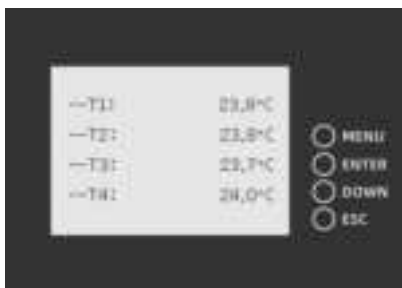 --T1: 23,8°C
--T2: 23,8°C
--T3: 23,7°C
--T4: 24,0°C
MENU
ENTER
DOWN
ESC